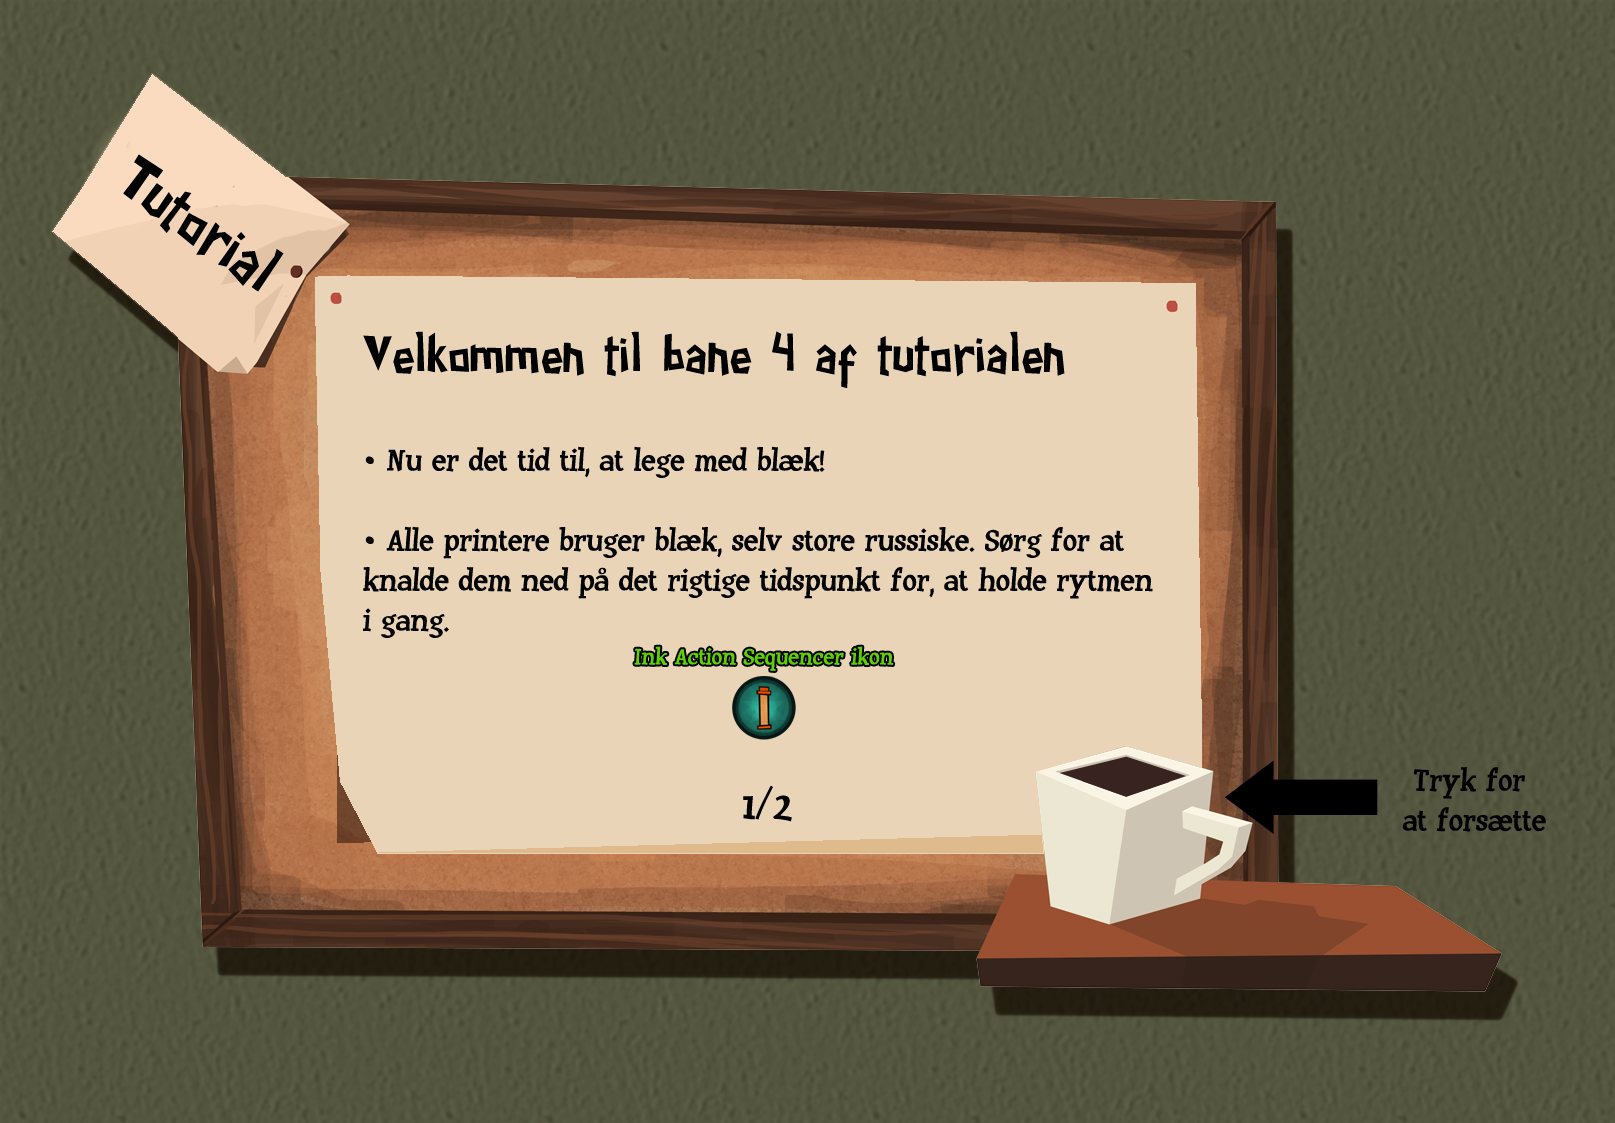 Tutorial
Velkommen til bane 4 af tutorialen
• Nu er det tid til, at lege med blæk!
• Alle printere bruger blæk, selv store russiske. Sørg for at
knalde dem ned på det rigtige tidspunkt for, at holde rytmen
i gang.
Ink Action Sequencer ikon
I
1/2
Tryk for
at forsætte